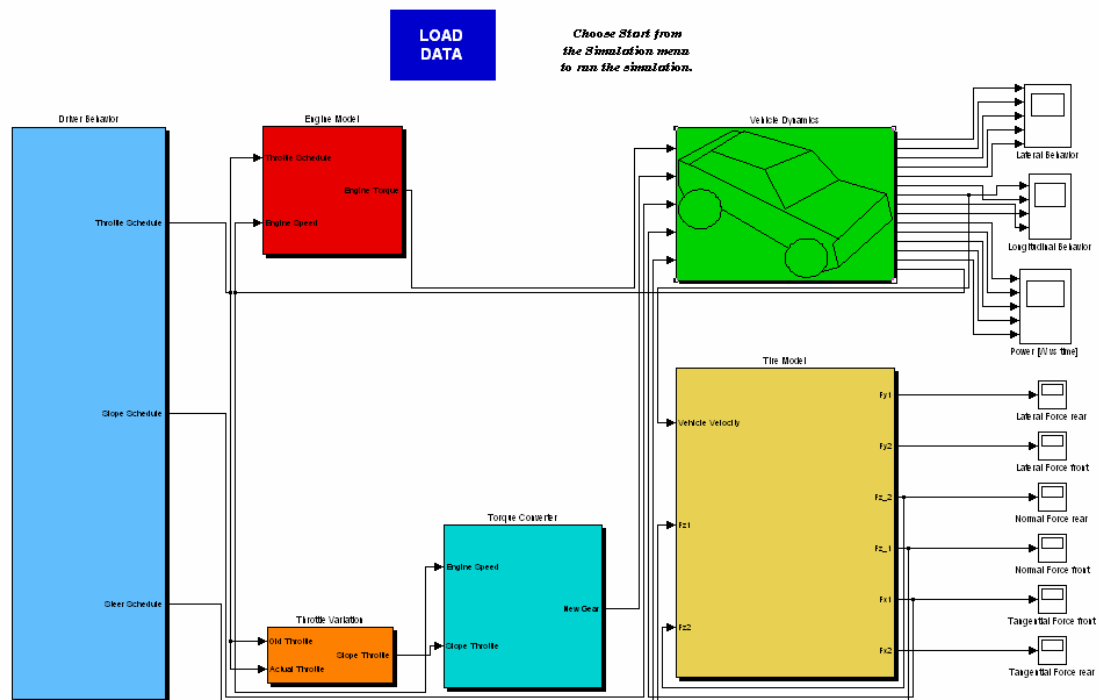 LOAD
DATA
Choose Start from
the Simulation menu
to run the simulation.
Driver Behavior
Throttle Schedule
Slope Schedule
Steer Schedule
Engine Model
Throttle Schedule
Engine Torque
Engine Speed
Vehicle Dynamics
Lateral Behavior
Longitudinal Behavior
Power [W vs time]
Tire Model
Vehicle Velocity
Fz1
Fz2
Fy1
Fy2
Fz_2
Fz_1
Fx1
Fx2
Lateral Force rear
Lateral Force front
Normal Force rear
Normal Force front
Tangential Force front
Tangential Force rear
Torque Converter
Engine Speed
New Gear
Slope Throttle
Throttle Variation
Old Throttle
Slope Throttle
Actual Throttle